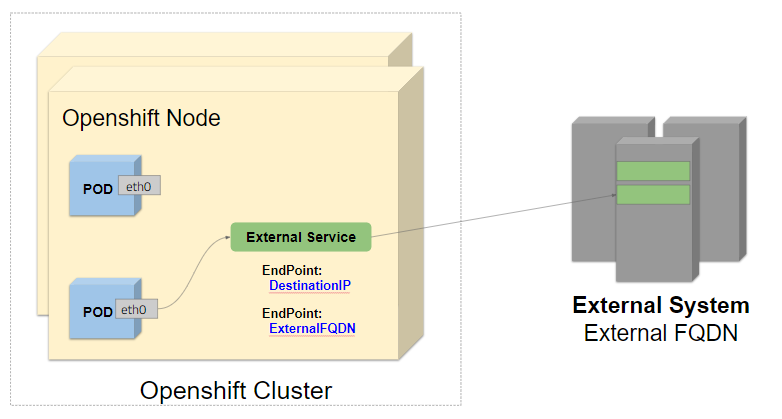 Openshift Node
POD
eth0
External Service
EndPoint:
DestinationIP
EndPoint:
ExternalFQDN
POD
eth0
Openshift Cluster
External System
External FQDN